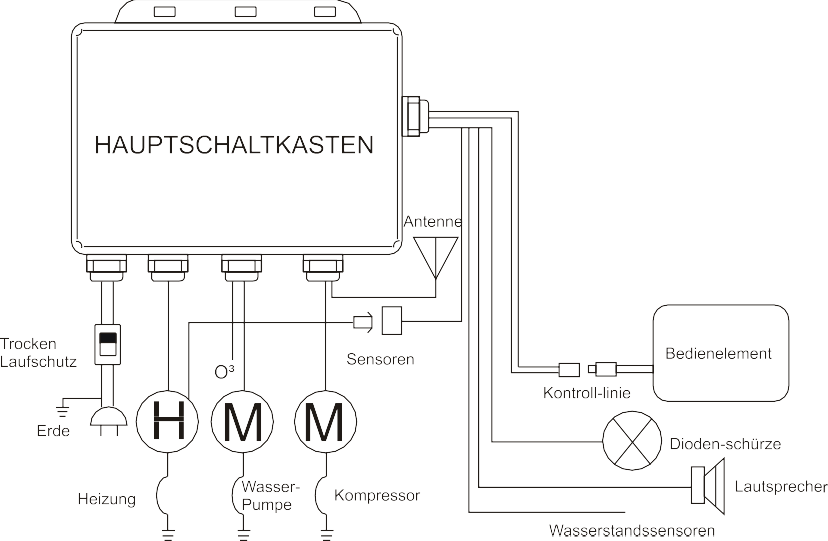 HAUPTSCHALTKASTEN
Antenne
Trocken
Laufschutz
Sensoren
O³
Bedienelement
Kontroll-linie
Erde
H
M
M
Dioden-schürze
Heizung
Wasser-
Pumpe
Kompressor
Lautsprecher
Wasserstandssensoren